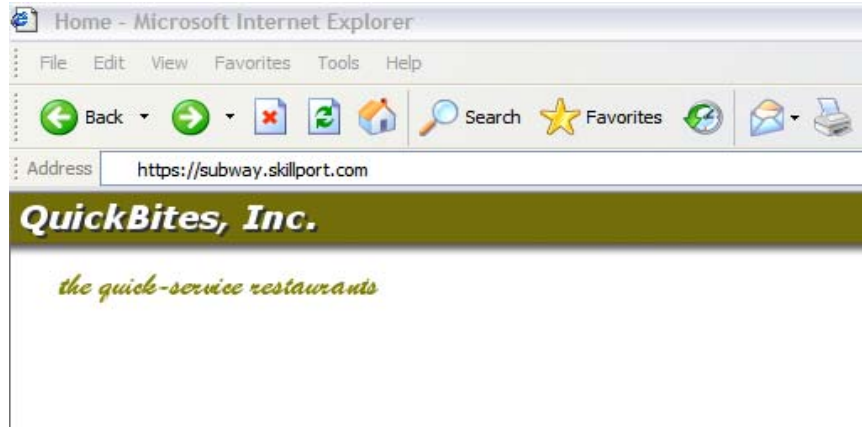 Home - Microsoft Internet Explorer
File Edit View Favorites Tools Help
Back Search Favorites
Address https://subway.skillport.com
QuickBites, Inc.
the quick-service restaurants